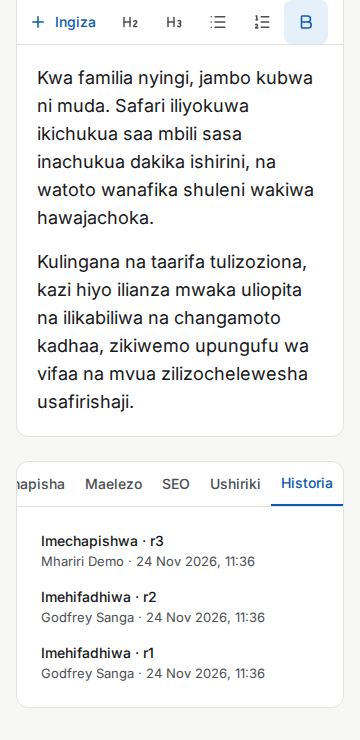 + Ingiza H2 H3 B
Kwa familia nyingi, jambo kubwa
ni muda. Safari iliyokuwa
ikichukua saa mbili sasa
inachukua dakika ishirini, na
watoto wanafika shuleni wakiwa
hawajachoka.
Kulingana na taarifa tulizoziona,
kazi hiyo ilianza mwaka uliopita
na ilikabiliwa na changamoto
kadhaa, zikiwemo upungufu wa
vifaa na mvua zilizochelewesha
usafirishaji.
Maelezo SEO Ushiriki Historia
Imechapishwa · r3
Mhariri Demo · 24 Nov 2026, 11:36
Imehifadhiwa · r2
Godfrey Sanga · 24 Nov 2026, 11:36
Imehifadhiwa · r1
Godfrey Sanga · 24 Nov 2026, 11:36